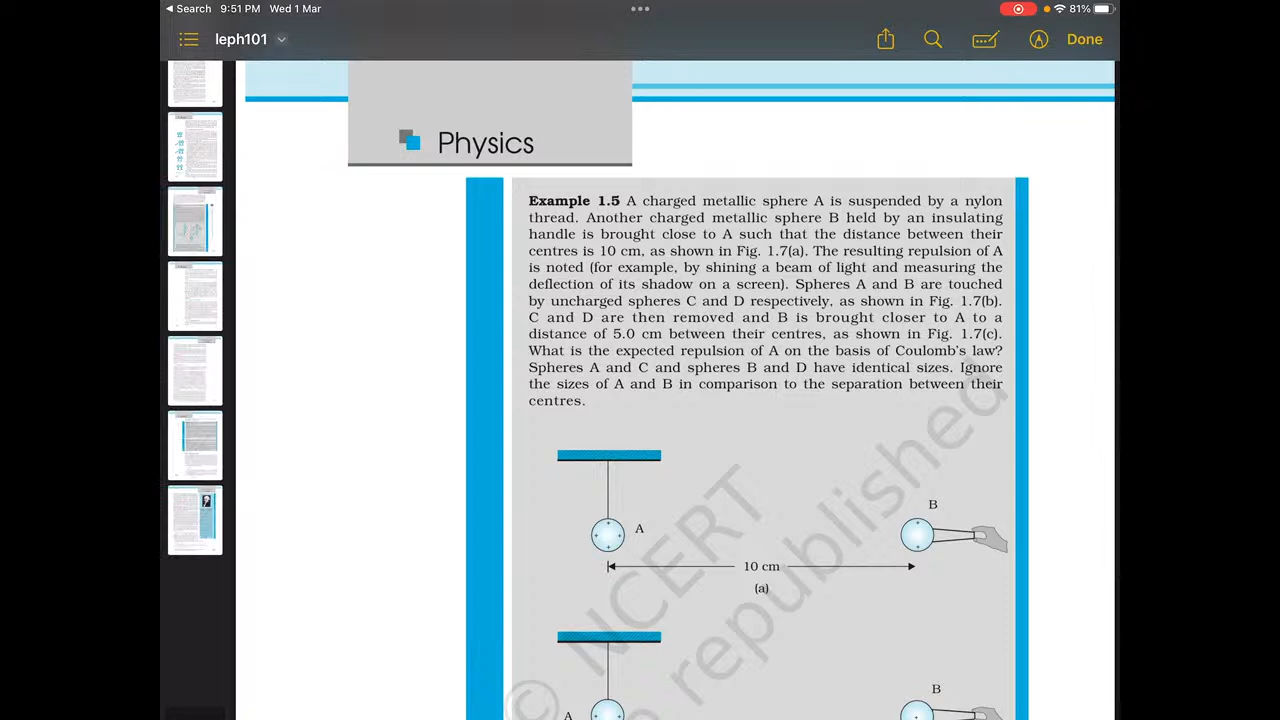 Search 9:51 PM Wed 1 Mar 81%
leph101 Done
Physics
Example 1.5 A charged metallic sphere A is suspended by a nylon
thread. Another charged metallic sphere B held by an insulating
handle is brought close to A such that the distance between their
centres is 10 cm, as shown in Fig. 1.7(a). The resulting repulsion of A
is noted (for example, by shining a beam of light and measuring the
deflection of its shadow on a screen). Spheres A and B are touched
by uncharged spheres C and D respectively, as shown in Fig. 1.7(b).
C and D are then removed and B is brought closer to A to a
distance of 5.0 cm between their centres, as shown in Fig. 1.7(c).
What is the expected repulsion of A on the basis of Coulomb's law?
Spheres A and C and spheres B and D have identical sizes. Ignore
the sizes of A and B in comparison to the separation between their
centres.
B
A
10 cm
(a)
B
A
© NCERT
republished